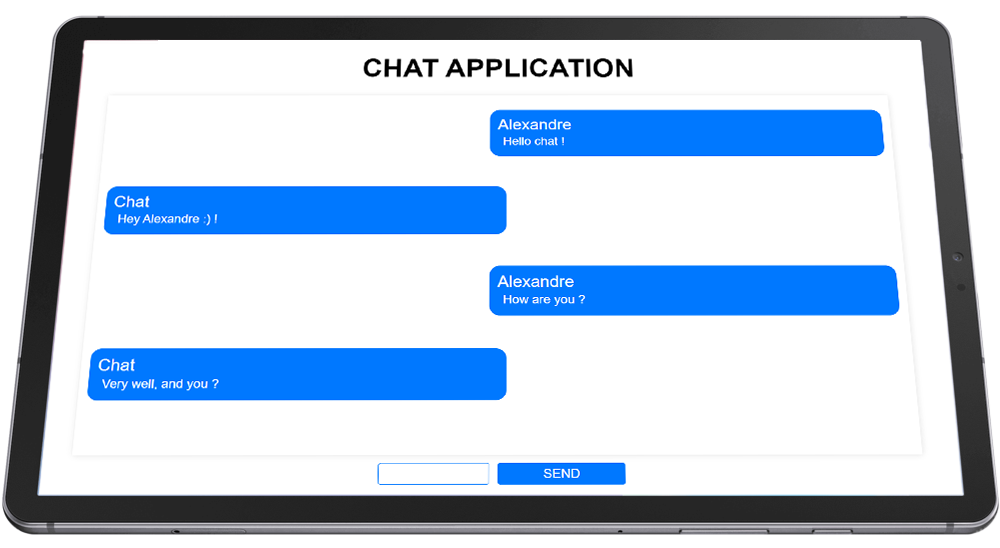 CHAT APPLICATION
Alexandre
Hello chat !
Chat
Hey Alexandre :) !
Alexandre
How are you ?
Chat
Very well, and you ?
SEND